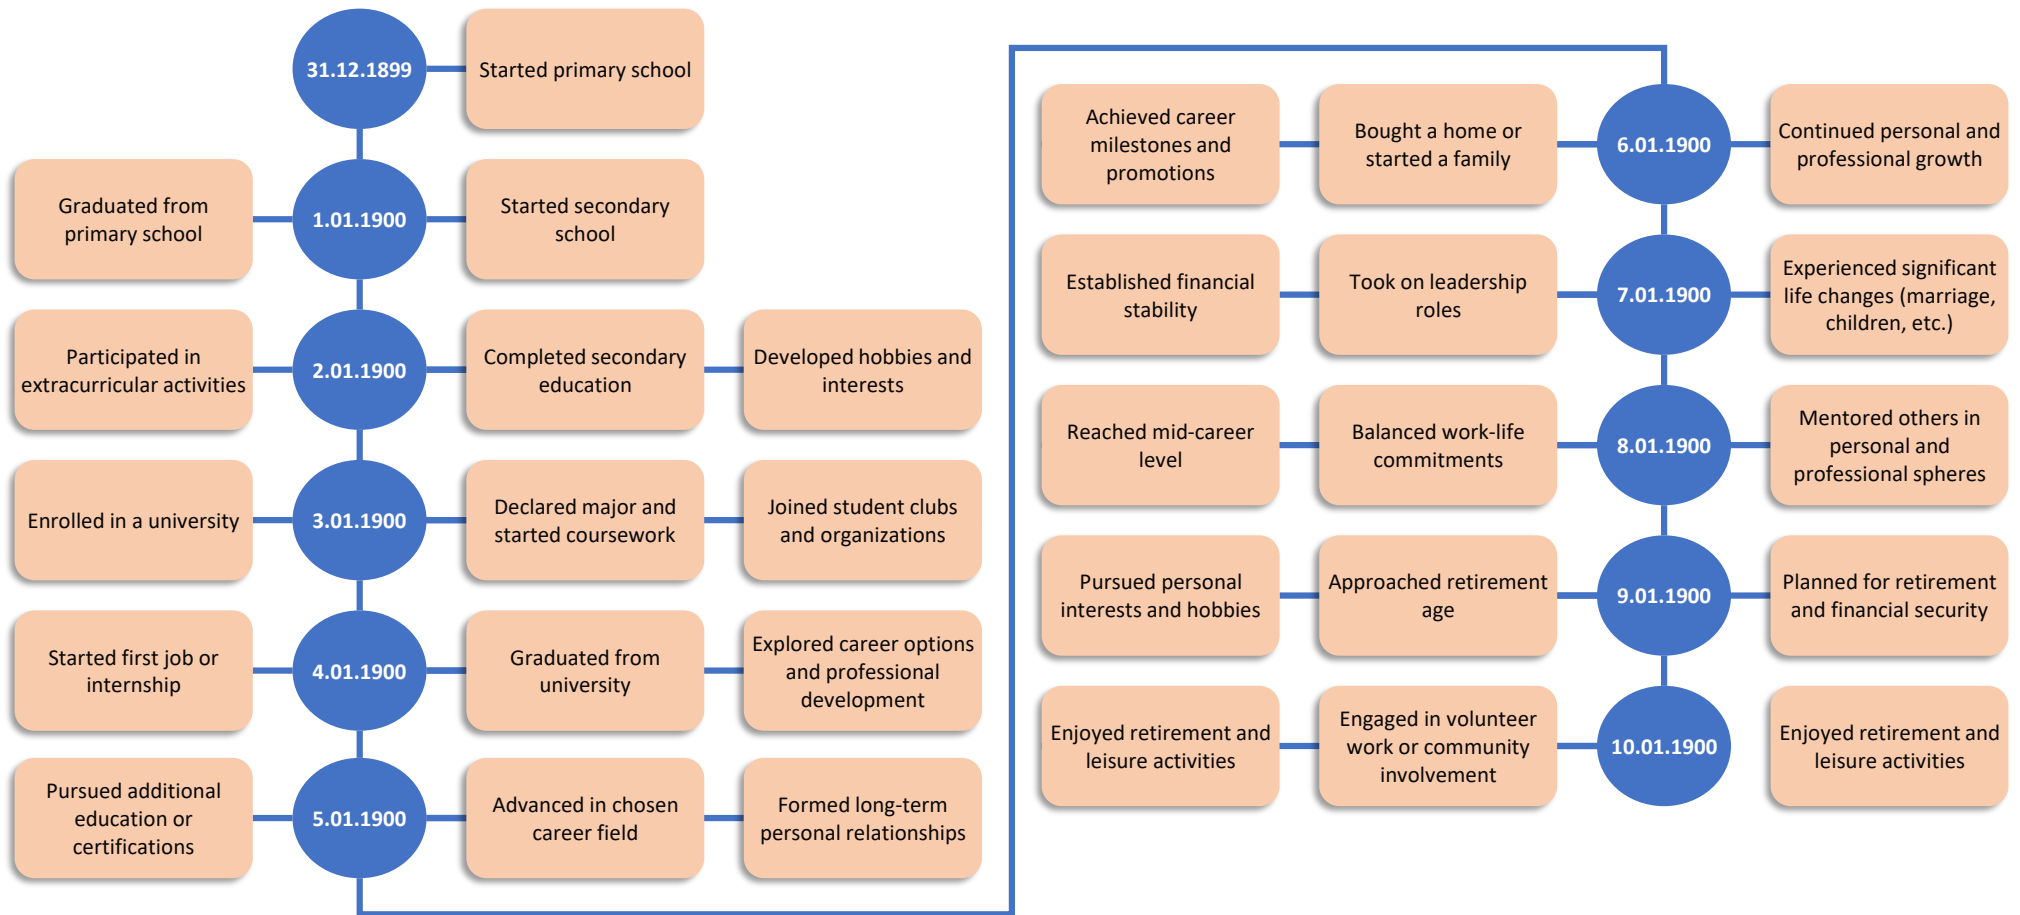 31.12.1899
Started primary school
Graduated from
primary school
1.01.1900
Started secondary
school
Participated in
extracurricular activities
2.01.1900
Completed secondary
education
Developed hobbies and
interests
Enrolled in a university
3.01.1900
Declared major and
started coursework
Joined student clubs
and organizations
Started first job or
internship
4.01.1900
Graduated from
university
Explored career options
and professional
development
Pursued additional
education or
certifications
5.01.1900
Advanced in chosen
career field
Formed long-term
personal relationships
Achieved career
milestones and
promotions
Bought a home or
started a family
6.01.1900
Continued personal and
professional growth
Established financial
stability
Took on leadership
roles
7.01.1900
Experienced significant
life changes (marriage,
children, etc.)
Reached mid-career
level
Balanced work-life
commitments
8.01.1900
Mentored others in
personal and
professional spheres
Pursued personal
interests and hobbies
Approached retirement
age
9.01.1900
Planned for retirement
and financial security
Enjoyed retirement and
leisure activities
Engaged in volunteer
work or community
involvement
10.01.1900
Enjoyed retirement and
leisure activities